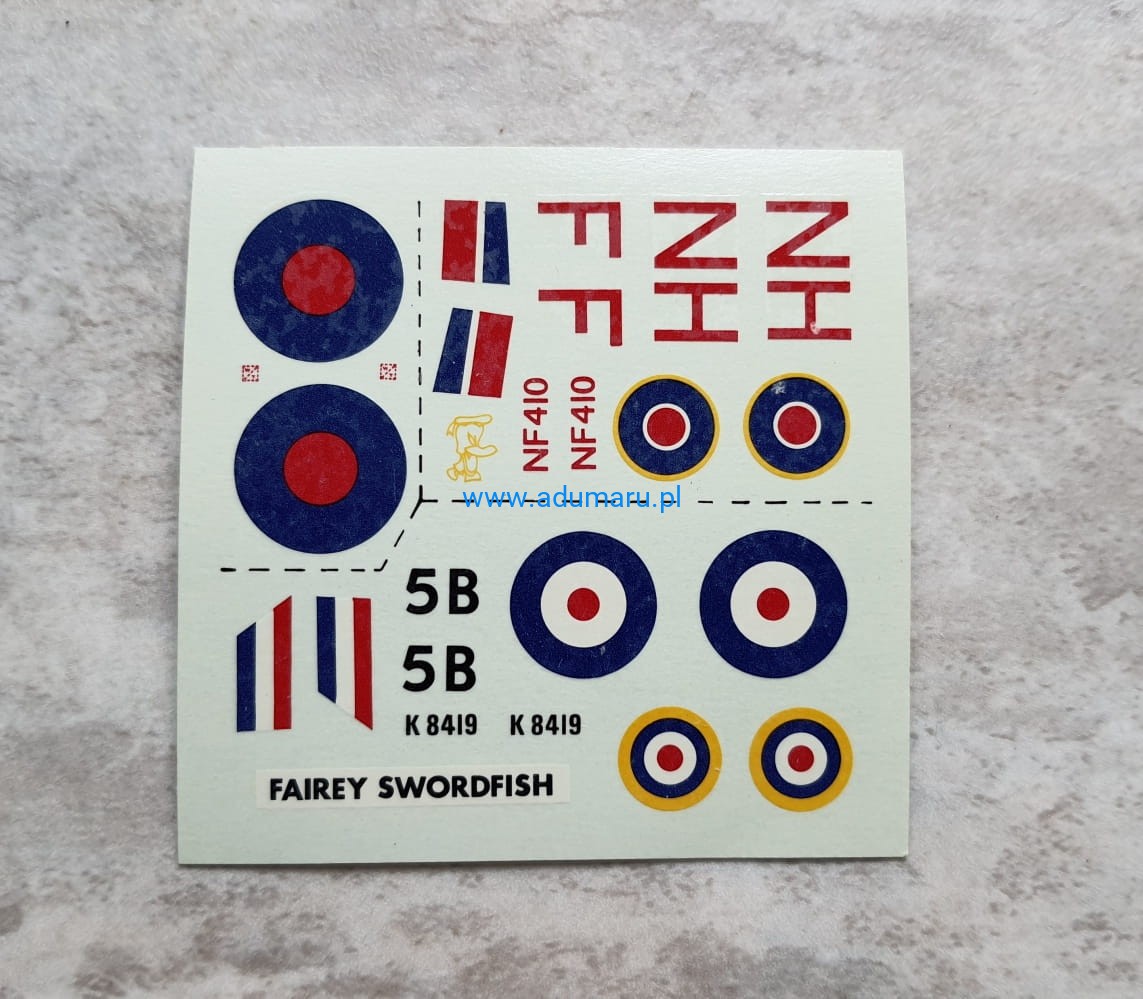 F
F
NH
NH
NF410
NF410
www.adumaru.pl
5B
5B
K 8419 K 8419
FAIREY SWORDFISH